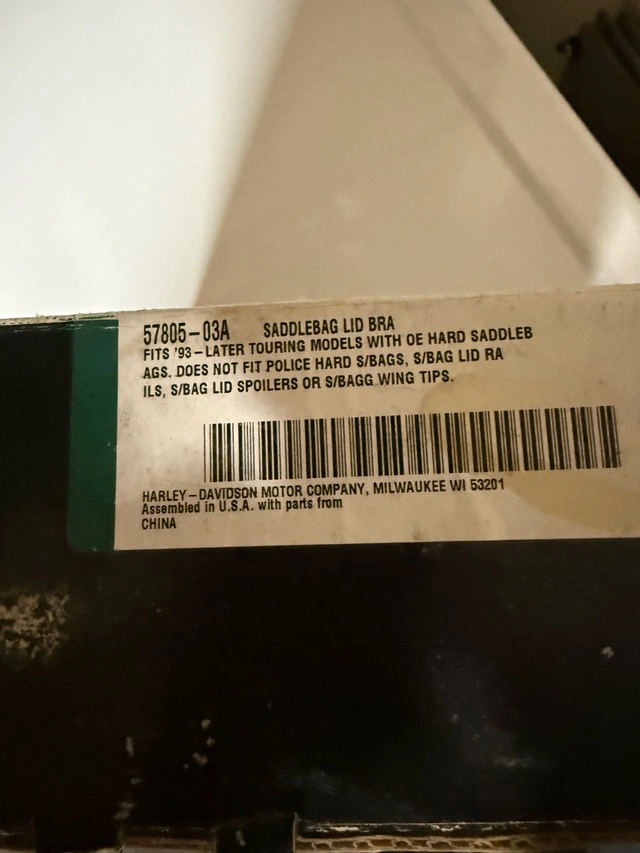 57805-03A SADDLEBAG LID BRA
FITS '93-LATER TOURING MODELS WITH OE HARD SADDLEB
AGS. DOES NOT FIT POLICE HARD S/BAGS, S/BAG LID RA
ILS, S/BAG LID SPOILERS OR S/BAGG WING TIPS.
HARLEY-DAVIDSON MOTOR COMPANY, MILWAUKEE WI 53201
Assembled in U.S.A. with parts from
CHINA